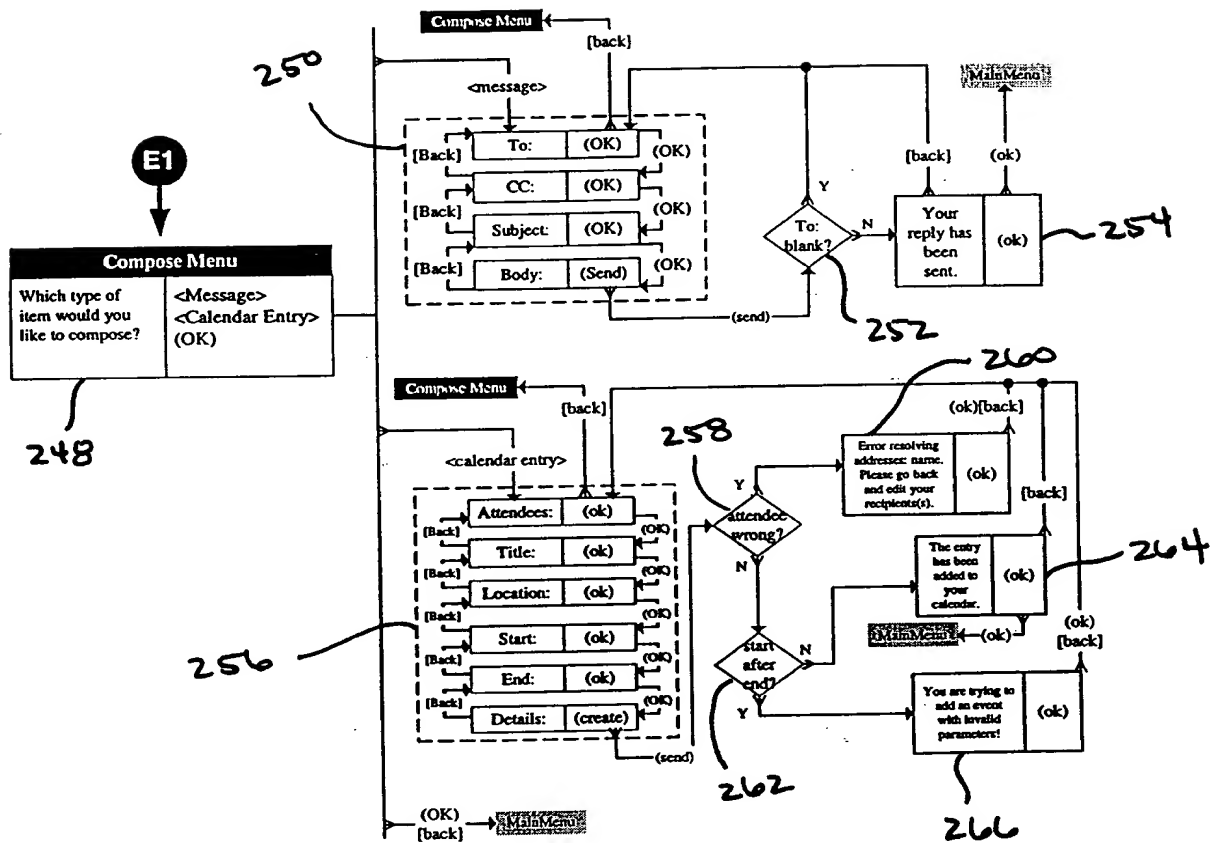 Compose Menu
[back]
250
<message>
MainMenu
E1
[Back]
To:
(OK)
(OK)
[back]
(ok)
[Back]
CC:
(OK)
(OK)
Y
[Back]
Subject:
(OK)
To:
blank?
N
Your
reply has
been
sent.
(ok)
254
[Back]
Body:
(Send)
(OK)
(send)
252
Compose Menu
Which type of
item would you
like to compose?
<Message>
<Calendar Entry>
(OK)
248
260
Compose Menu
[back]
(ok)[back]
258
<calendar entry>
Error resolving
addresses: name.
Please go back
and edit your
recipients(s).
(ok)
Y
[back]
Attendees:
(ok)
(OK)
attendee
wrong?
[Back]
Title:
(ok)
(OK)
N
[Back]
Location:
(ok)
(OK)
The entry
has been
added to
your
calendar.
(ok)
264
[Back]
Start:
(ok)
(OK)
MainMenu
(ok)
(ok)
[back]
256
start
after
end?
N
[Back]
End:
(ok)
(OK)
[Back]
Details:
(create)
Y
You are trying to
add an event
with invalid
parameters!
(ok)
(send)
262
266
(OK)
[back]
MainMenu